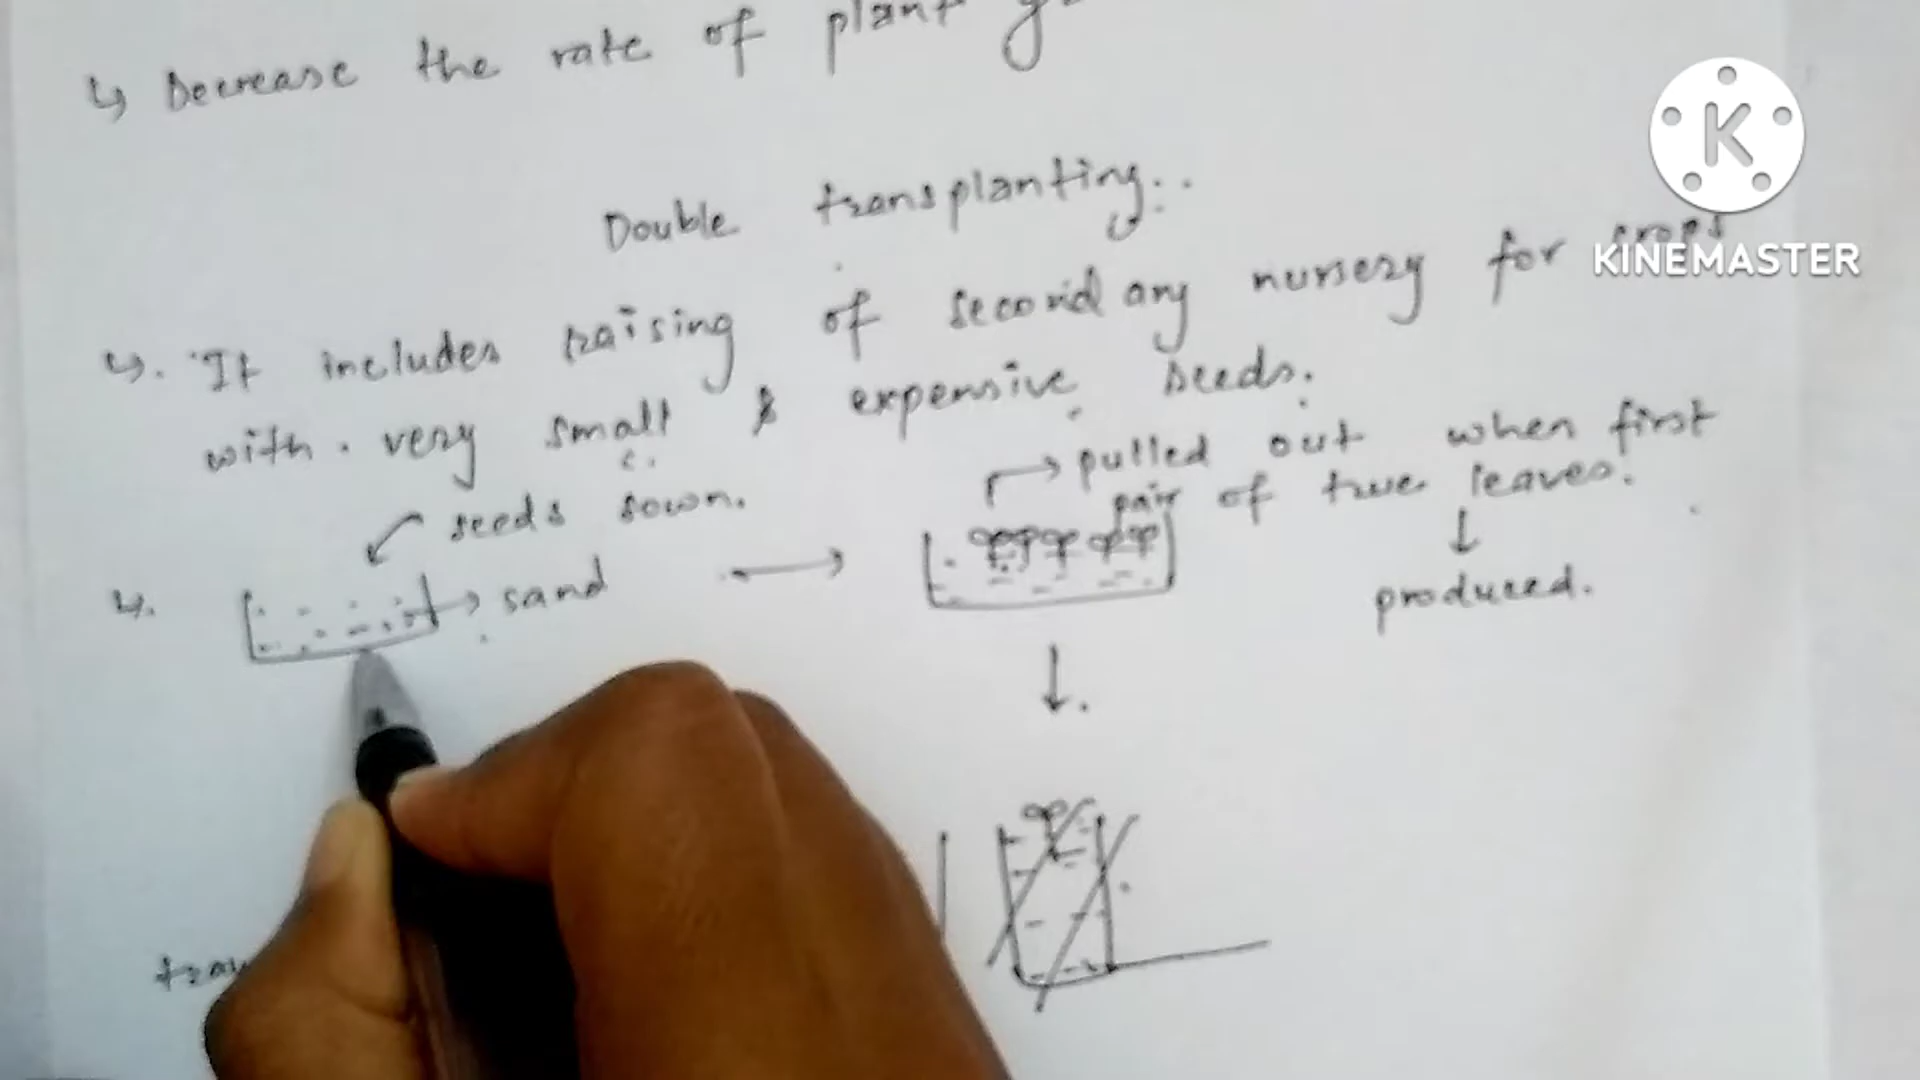 ↳ Decrease the rate of plant
Double transplanting:.
↳. It includes raising of secondary nursery for crops
with very small & expensive seeds.
seeds sown.
→ pulled out when first
pair of true leaves.
↓
produced.
↳.
→ sand
→
↓.
K
KINEMASTER